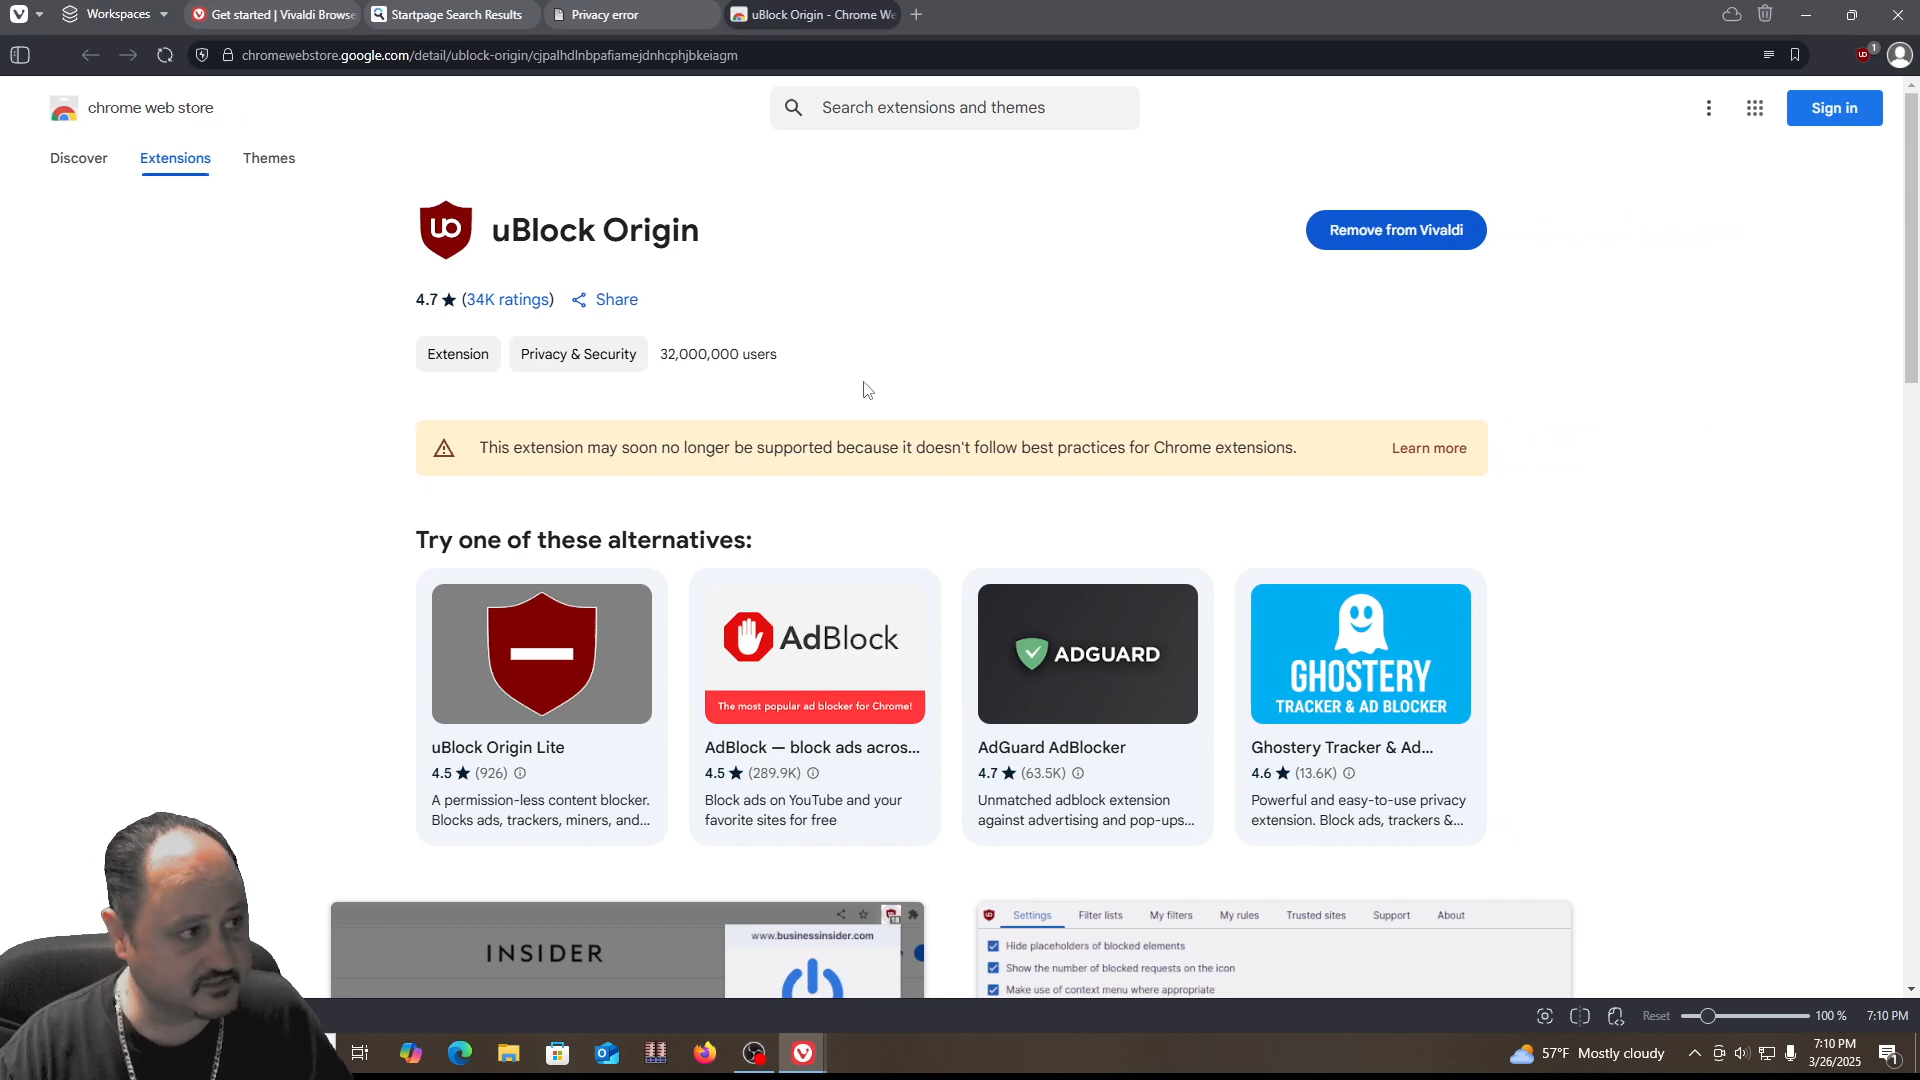 Workspaces
Get started | Vivaldi Browse
Startpage Search Results
Privacy error
uBlock Origin - Chrome We
chromewebstore.google.com/detail/ublock-origin/cjpalhdlnbpafiamejdnhcphjbkeiagm
1
chrome web store
Search extensions and themes
Sign in
Discover
Extensions
Themes
uBlock Origin
Remove from Vivaldi
4.7 ★ (34K ratings)
Share
Extension
Privacy & Security
32,000,000 users
This extension may soon no longer be supported because it doesn't follow best practices for Chrome extensions.
Learn more
Try one of these alternatives:
AdBlock
The most popular ad blocker for Chrome!
ADGUARD
GHOSTERY
TRACKER & AD BLOCKER
uBlock Origin Lite
4.5 ★ (926)
A permission-less content blocker.
Blocks ads, trackers, miners, and...
AdBlock — block ads acros...
4.5 ★ (289.9K)
Block ads on YouTube and your
favorite sites for free
AdGuard AdBlocker
4.7 ★ (63.5K)
Unmatched adblock extension
against advertising and pop-ups...
Ghostery Tracker & Ad...
4.6 ★ (13.6K)
Powerful and easy-to-use privacy
extension. Block ads, trackers &...
INSIDER
www.businessinsider.com
Settings
Filter lists
My filters
My rules
Trusted sites
Support
About
Hide placeholders of blocked elements
Show the number of blocked requests on the icon
Make use of context menu where appropriate
Reset
100 %
7:10 PM
57°F Mostly cloudy
7:10 PM
3/26/2025
1